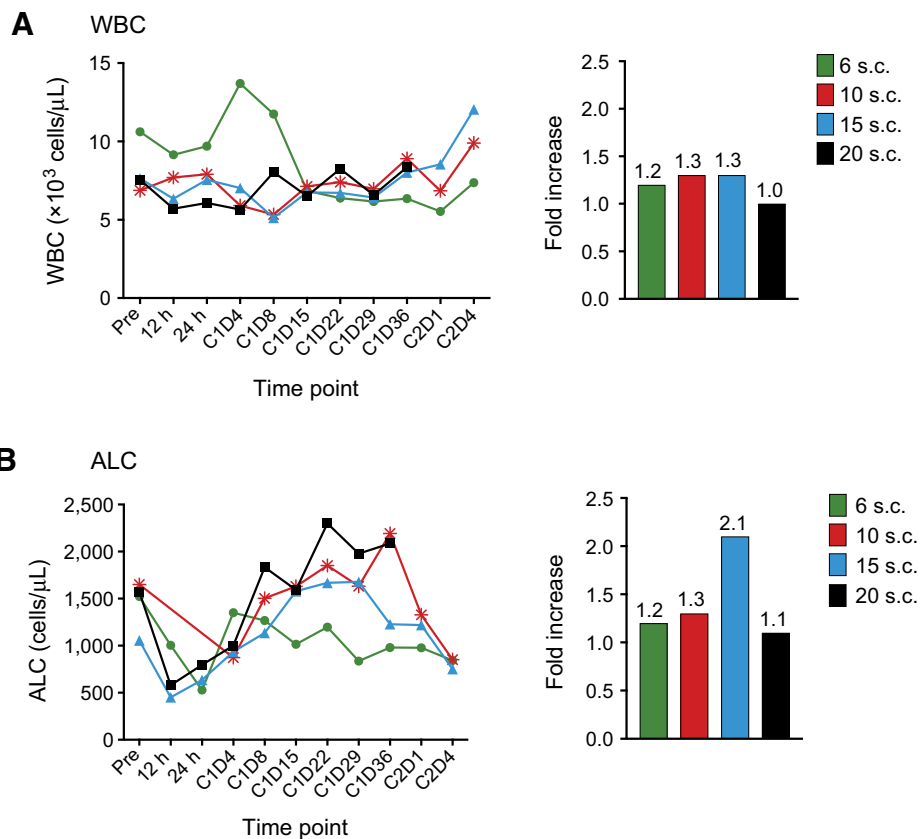 A WBC
WBC (×10³ cells/μL)
15
10
5
0
Pre
12 h
24 h
C1D4
C1D8
C1D15
C1D22
C1D29
C1D36
C2D1
C2D4
Time point
Fold increase
2.5
2.0
1.5
1.0
0.5
0.0
1.2
1.3
1.3
1.0
6 s.c.
10 s.c.
15 s.c.
20 s.c.
B ALC
ALC (cells/μL)
2,500
2,000
1,500
1,000
500
0
Pre
12 h
24 h
C1D4
C1D8
C1D15
C1D22
C1D29
C1D36
C2D1
C2D4
Time point
Fold increase
2.5
2.0
1.5
1.0
0.5
0.0
1.2
1.3
2.1
1.1
6 s.c.
10 s.c.
15 s.c.
20 s.c.